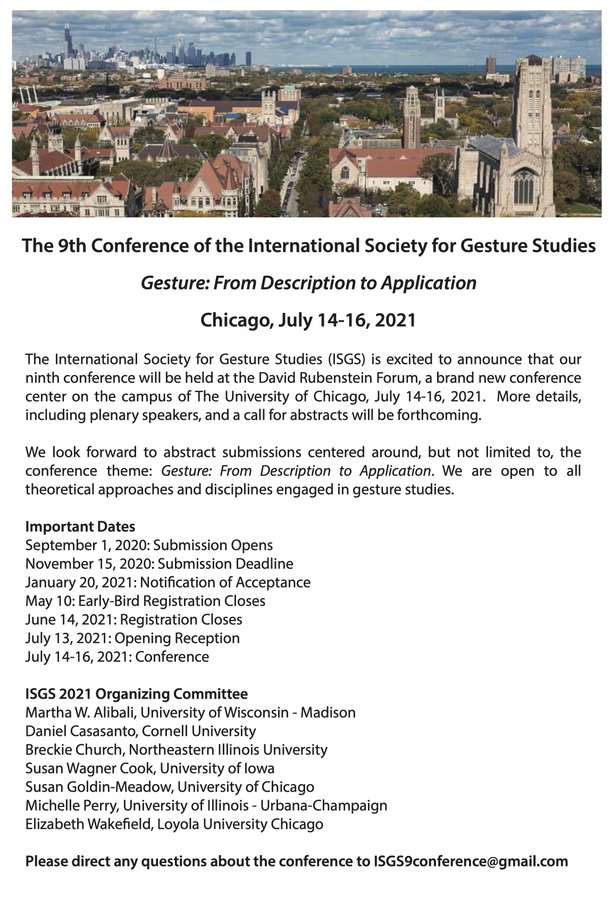 The 9th Conference of the International Society for Gesture Studies
Gesture: From Description to Application
Chicago, July 14-16, 2021
The International Society for Gesture Studies (ISGS) is excited to announce that our
ninth conference will be held at the David Rubenstein Forum, a brand new conference
center on the campus of The University of Chicago, July 14-16, 2021. More details,
including plenary speakers, and a call for abstracts will be forthcoming.
We look forward to abstract submissions centered around, but not limited to, the
conference theme: Gesture: From Description to Application. We are open to all
theoretical approaches and disciplines engaged in gesture studies.
Important Dates
September 1, 2020: Submission Opens
November 15, 2020: Submission Deadline
January 20, 2021: Notification of Acceptance
May 10: Early-Bird Registration Closes
June 14, 2021: Registration Closes
July 13, 2021: Opening Reception
July 14-16, 2021: Conference
ISGS 2021 Organizing Committee
Martha W. Alibali, University of Wisconsin - Madison
Daniel Casasanto, Cornell University
Breckie Church, Northeastern Illinois University
Susan Wagner Cook, University of Iowa
Susan Goldin-Meadow, University of Chicago
Michelle Perry, University of Illinois - Urbana-Champaign
Elizabeth Wakefield, Loyola University Chicago
Please direct any questions about the conference to ISGS9conference@gmail.com